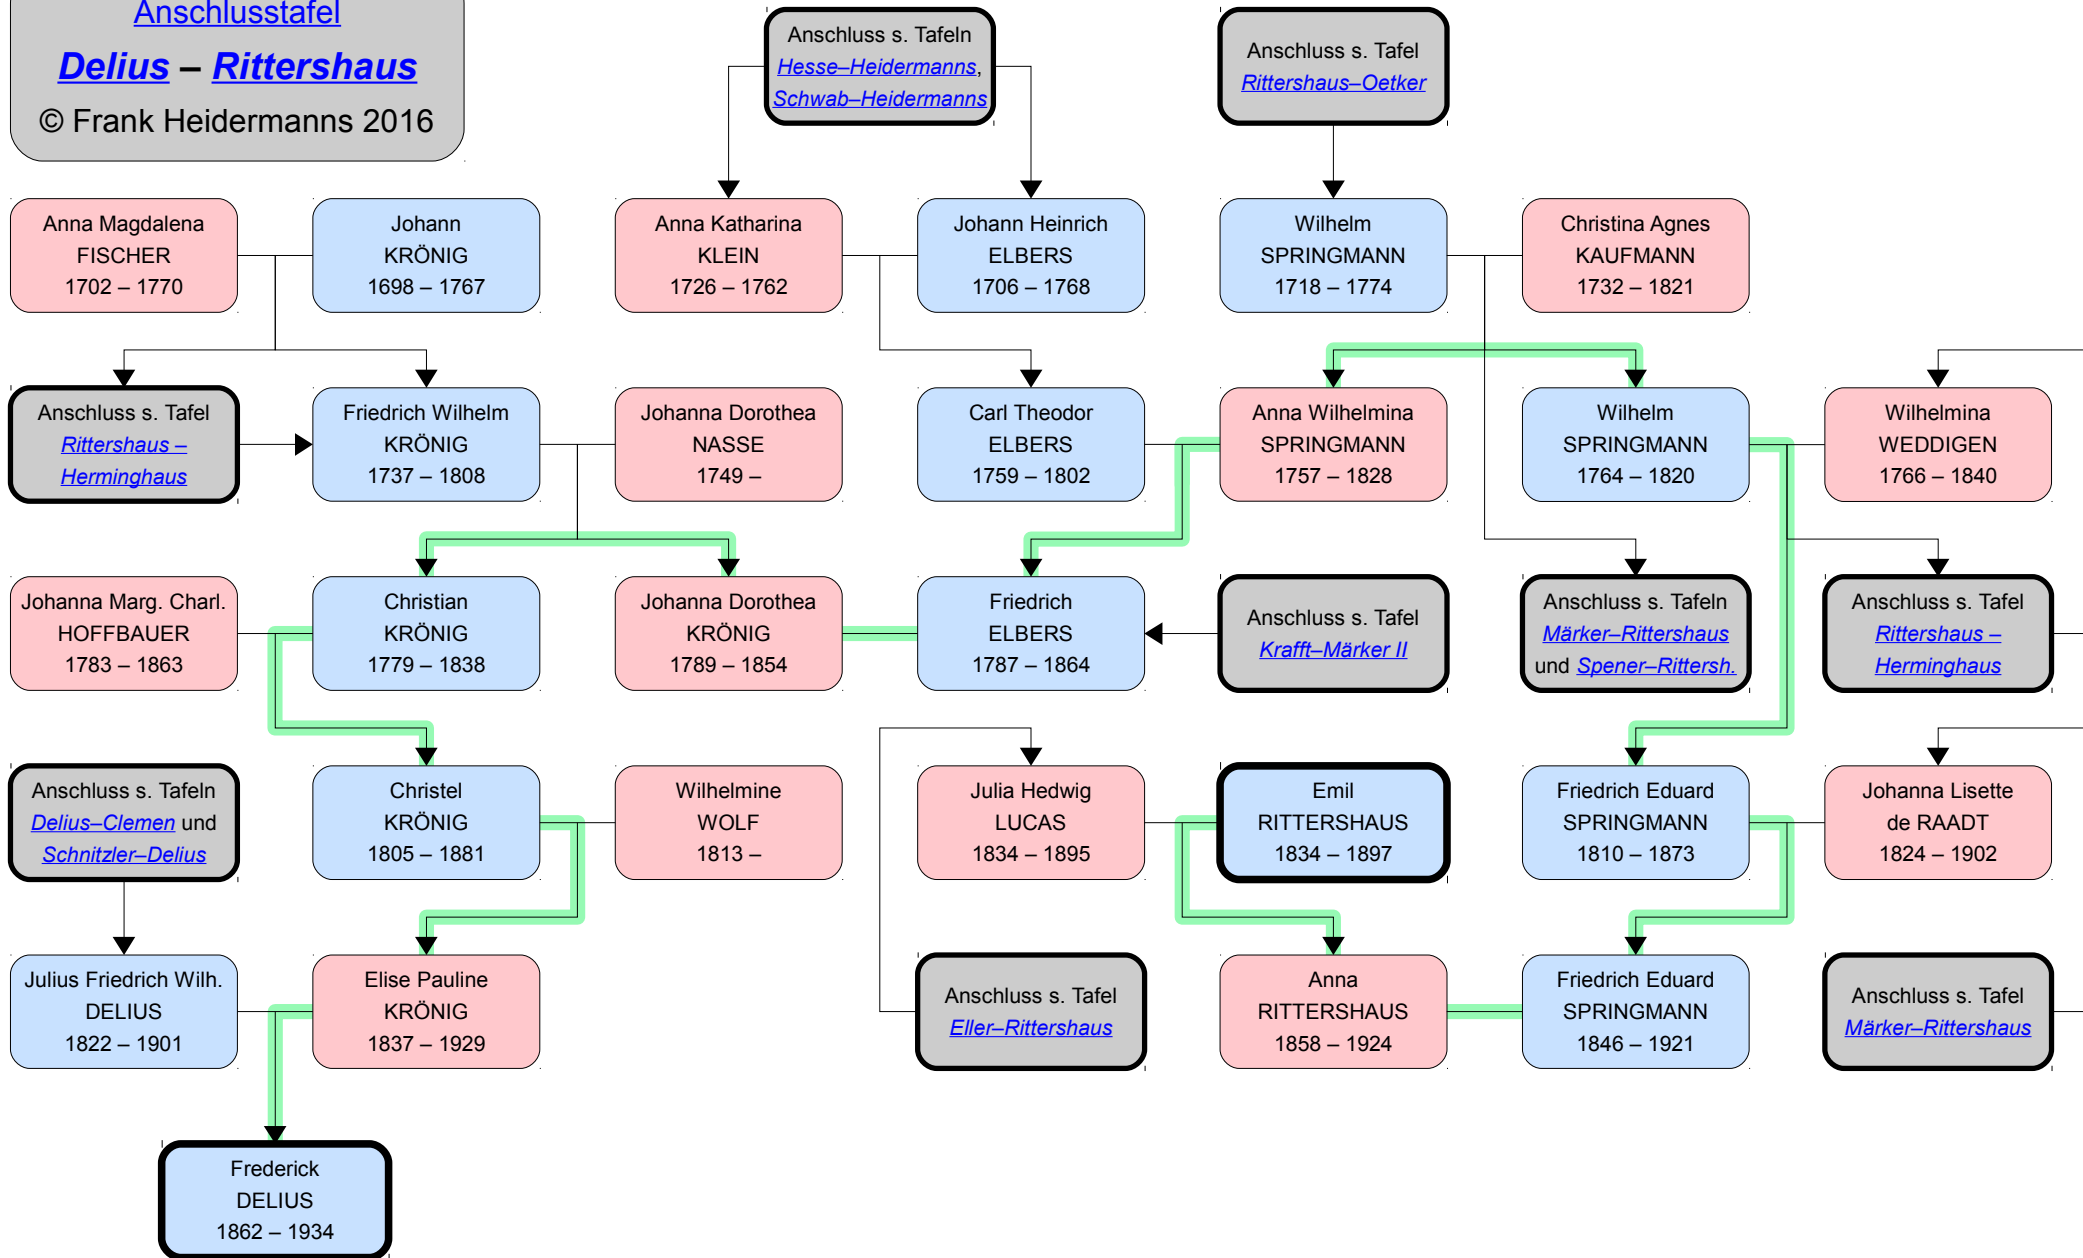 Anschlusstafel
Delius – Rittershaus
© Frank Heidermanns 2016
Anschluss s. Tafeln
Hesse–Heidermanns,
Schwab–Heidermanns
Anschluss s. Tafel
Rittershaus–Oetker
Anna Magdalena
FISCHER
1702 – 1770
Johann
KRÖNIG
1698 – 1767
Anna Katharina
KLEIN
1726 – 1762
Johann Heinrich
ELBERS
1706 – 1768
Wilhelm
SPRINGMANN
1718 – 1774
Christina Agnes
KAUFMANN
1732 – 1821
Anschluss s. Tafel
Rittershaus –
Herminghaus
Friedrich Wilhelm
KRÖNIG
1737 – 1808
Johanna Dorothea
NASSE
1749 –
Carl Theodor
ELBERS
1759 – 1802
Anna Wilhelmina
SPRINGMANN
1757 – 1828
Wilhelm
SPRINGMANN
1764 – 1820
Wilhelmina
WEDDIGEN
1766 – 1840
Johanna Marg. Charl.
HOFFBAUER
1783 – 1863
Christian
KRÖNIG
1779 – 1838
Johanna Dorothea
KRÖNIG
1789 – 1854
Friedrich
ELBERS
1787 – 1864
Anschluss s. Tafel
Krafft–Märker II
Anschluss s. Tafeln
Märker–Rittershaus
und Spener–Rittersh.
Anschluss s. Tafel
Rittershaus –
Herminghaus
Anschluss s. Tafeln
Delius–Clemen und
Schnitzler–Delius
Christel
KRÖNIG
1805 – 1881
Wilhelmine
WOLF
1813 –
Julia Hedwig
LUCAS
1834 – 1895
Emil
RITTERSHAUS
1834 – 1897
Friedrich Eduard
SPRINGMANN
1810 – 1873
Johanna Lisette
de RAADT
1824 – 1902
Julius Friedrich Wilh.
DELIUS
1822 – 1901
Elise Pauline
KRÖNIG
1837 – 1929
Anschluss s. Tafel
Eller–Rittershaus
Anna
RITTERSHAUS
1858 – 1924
Friedrich Eduard
SPRINGMANN
1846 – 1921
Anschluss s. Tafel
Märker–Rittershaus
Frederick
DELIUS
1862 – 1934